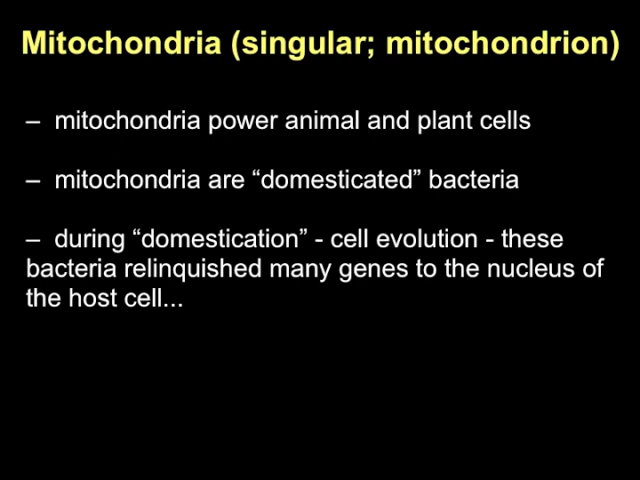 Mitochondria (singular; mitochondrion)
–  mitochondria power animal and plant cells
–  mitochondria are “domesticated” bacteria
–  during “domestication” - cell evolution - these
bacteria relinquished many genes to the nucleus of
the host cell...